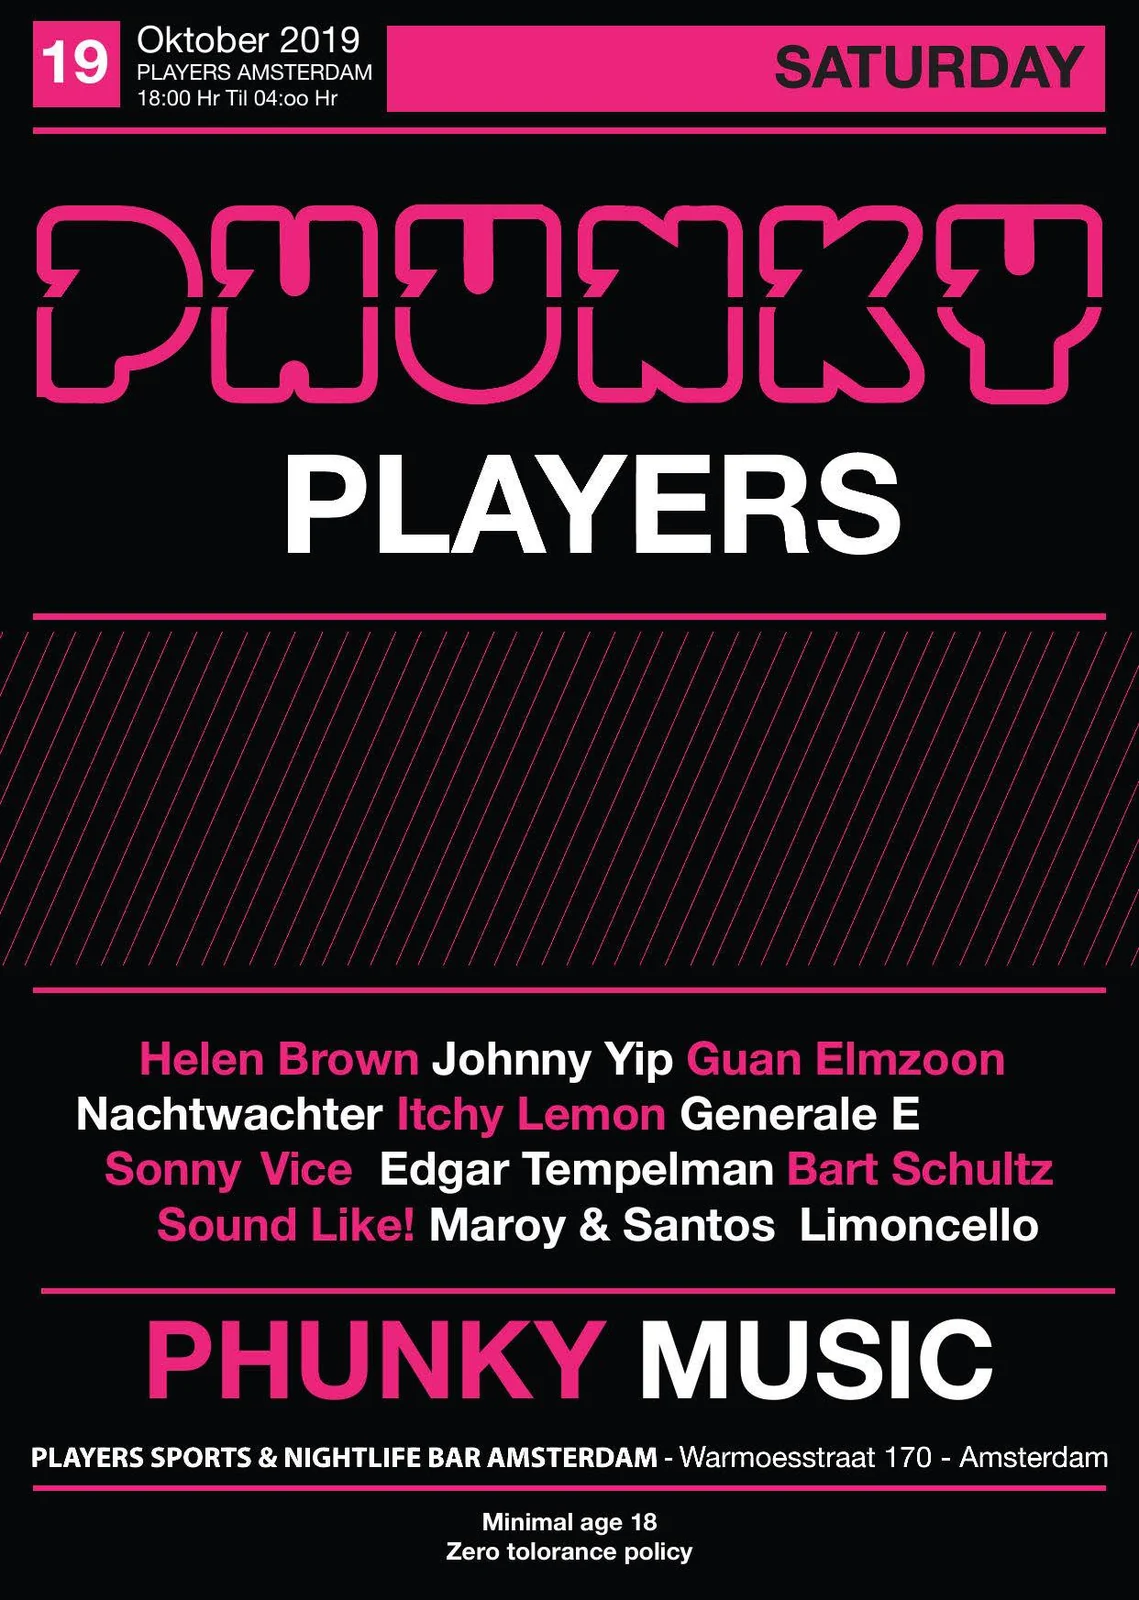 19
Oktober 2019
PLAYERS AMSTERDAM
18:00 Hr Til 04:oo Hr
SATURDAY
PHUNKY
PLAYERS
Helen Brown Johnny Yip Guan Elmzoon
Nachtwachter Itchy Lemon Generale E
Sonny Vice Edgar Tempelman Bart Schultz
Sound Like! Maroy & Santos Limoncello
PHUNKY MUSIC
PLAYERS SPORTS & NIGHTLIFE BAR AMSTERDAM - Warmoesstraat 170 - Amsterdam
Minimal age 18
Zero tolorance policy